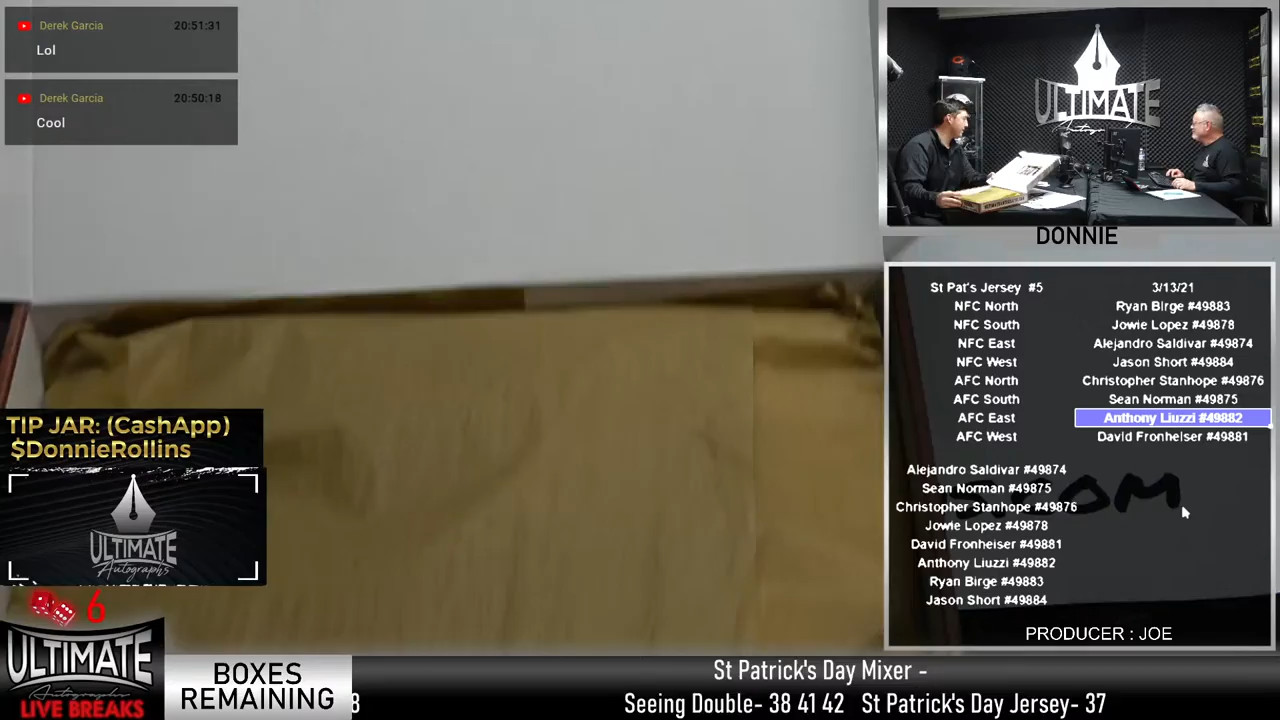 Derek Garcia 20:51:31
Lol
Derek Garcia 20:50:18
Cool
ULTIMATE
Autographs
DONNIE
St Pat's Jersey #5 3/13/21
NFC North Ryan Birge #49883
NFC South Jowie Lopez #49878
NFC East Alejandro Saldivar #49874
NFC West Jason Short #49884
AFC North Christopher Stanhope #49876
AFC South Sean Norman #49875
AFC East Anthony Liuzzi #49882
AFC West David Fronheiser #49881
Alejandro Saldivar #49874
Sean Norman #49875
Christopher Stanhope #49876
Jowie Lopez #49878
David Fronheiser #49881
Anthony Liuzzi #49882
Ryan Birge #49883
Jason Short #49884
PRODUCER : JOE
TIP JAR: (CashApp)
$DonnieRollins
ULTIMATE
Autographs
6
ULTIMATE
Autographs
LIVE BREAKS
BOXES
REMAINING
8
St Patrick's Day Mixer -
Seeing Double- 38 41 42 St Patrick's Day Jersey- 37